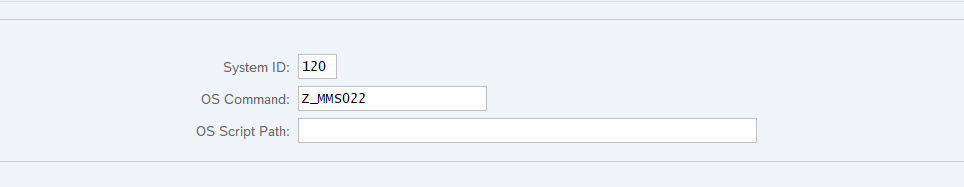 System ID: 120
OS Command: Z_MMS022
OS Script Path: